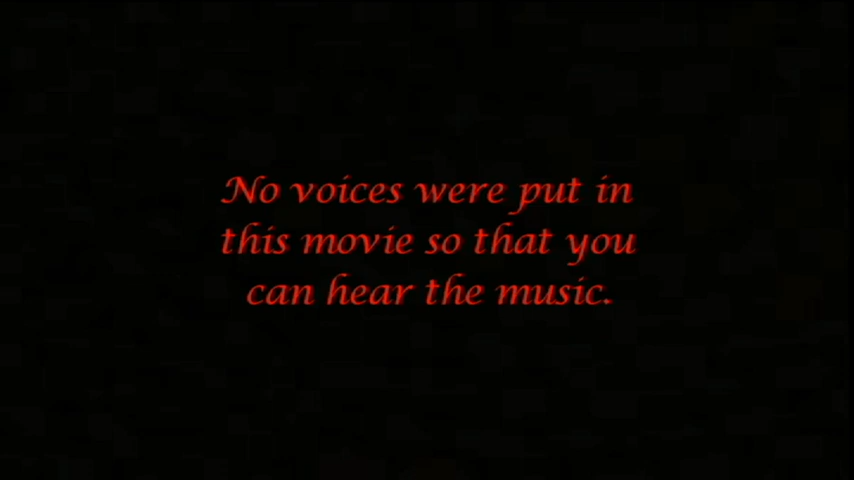 No voices were put in
this movie so that you
can hear the music.